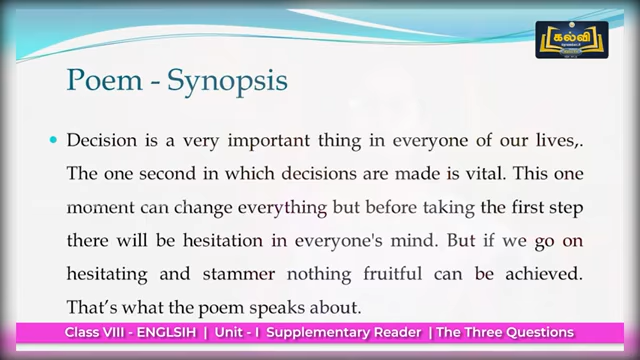 கல்வி
Poem - Synopsis
Decision is a very important thing in everyone of our lives,.
The one second in which decisions are made is vital. This one
moment can change everything but before taking the first step
there will be hesitation in everyone's mind. But if we go on
hesitating and stammer nothing fruitful can be achieved.
That's what the poem speaks about.
Class VIII - ENGLSIH | Unit - I Supplementary Reader | The Three Questions